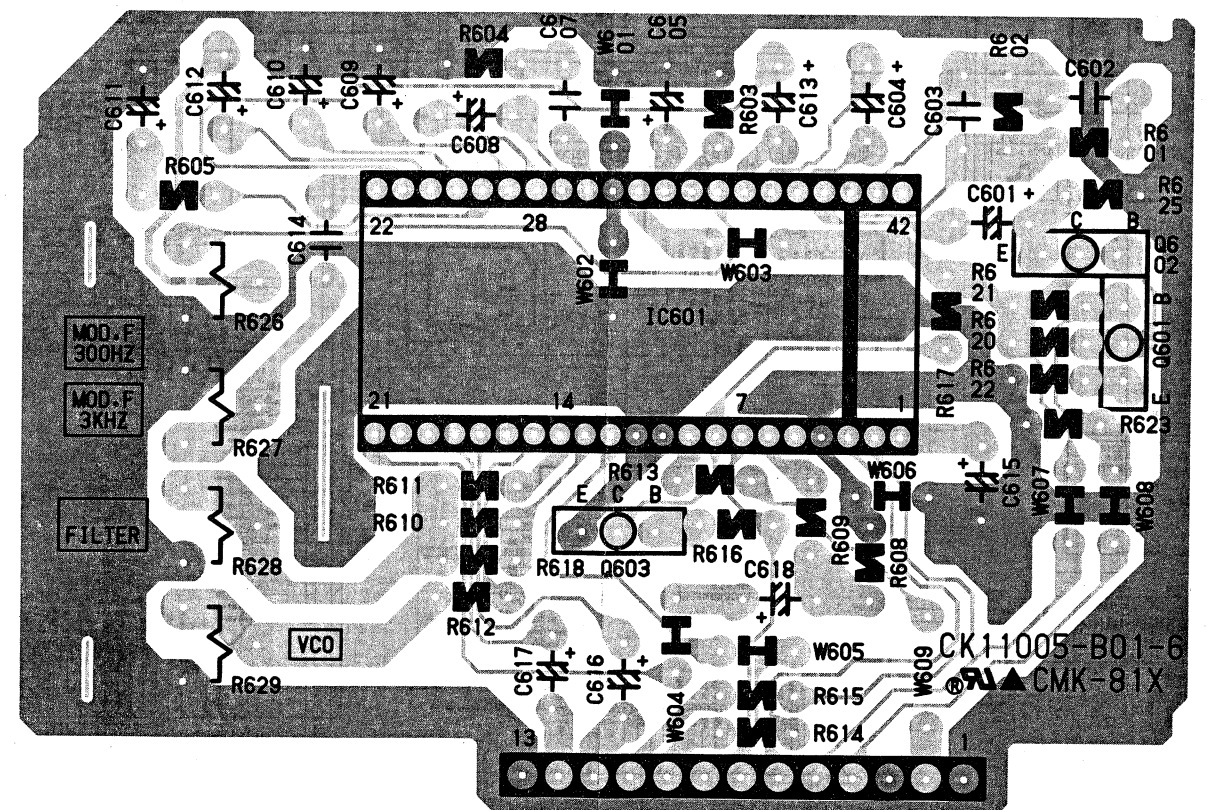 R604
C6
07
W6
01
C6
05
R6
02
C602
C611
C612
C610
C609
C608
R603
C613
+
C604
+
C603
R6
01
R605
R6
25
C601
+
C
B
E
Q6
02
22
28
42
C614
W602
W603
IC601
R6
21
R6
20
R6
22
B
Q601
E
R626
MOD.F
300HZ
MOD.F
3KHZ
R627
21
14
7
1
R617
R623
R613
W606
C615
W607
W608
R611
R610
E
C
B
R618
Q603
R616
R609
R608
C618
FILTER
R628
R612
VCO
R629
C617
C616
W604
W605
R615
R614
W609
CK11005-B01-6
® RU ▲ CMK-81X
13
1